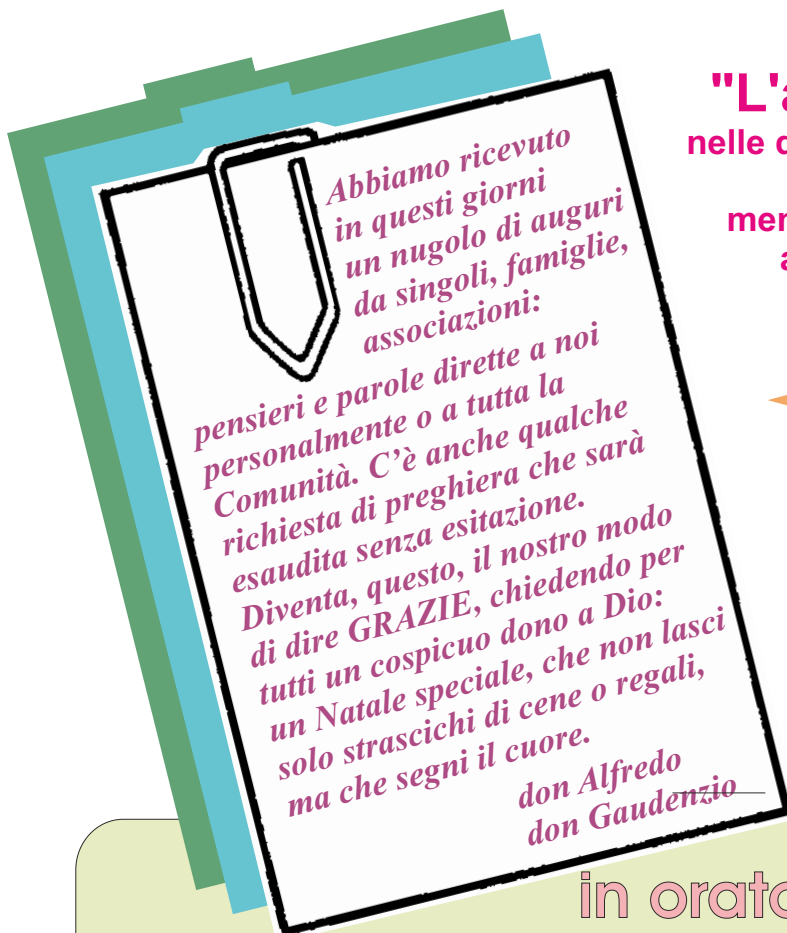 Abbiamo ricevuto
in questi giorni
un nugolo di auguri
da singoli, famiglie,
associazioni:
pensieri e parole dirette a noi
personalmente o a tutta la
Comunità. C’è anche qualche
richiesta di preghiera che sarà
esaudita senza esitazione.
Diventa, questo, il nostro modo
di dire GRAZIE, chiedendo per
tutti un cospicuo dono a Dio:
un Natale speciale, che non lasci
solo strascichi di cene o regali,
ma che segni il cuore.
don Alfredo
don Gaudenzio
"L'
nelle
in